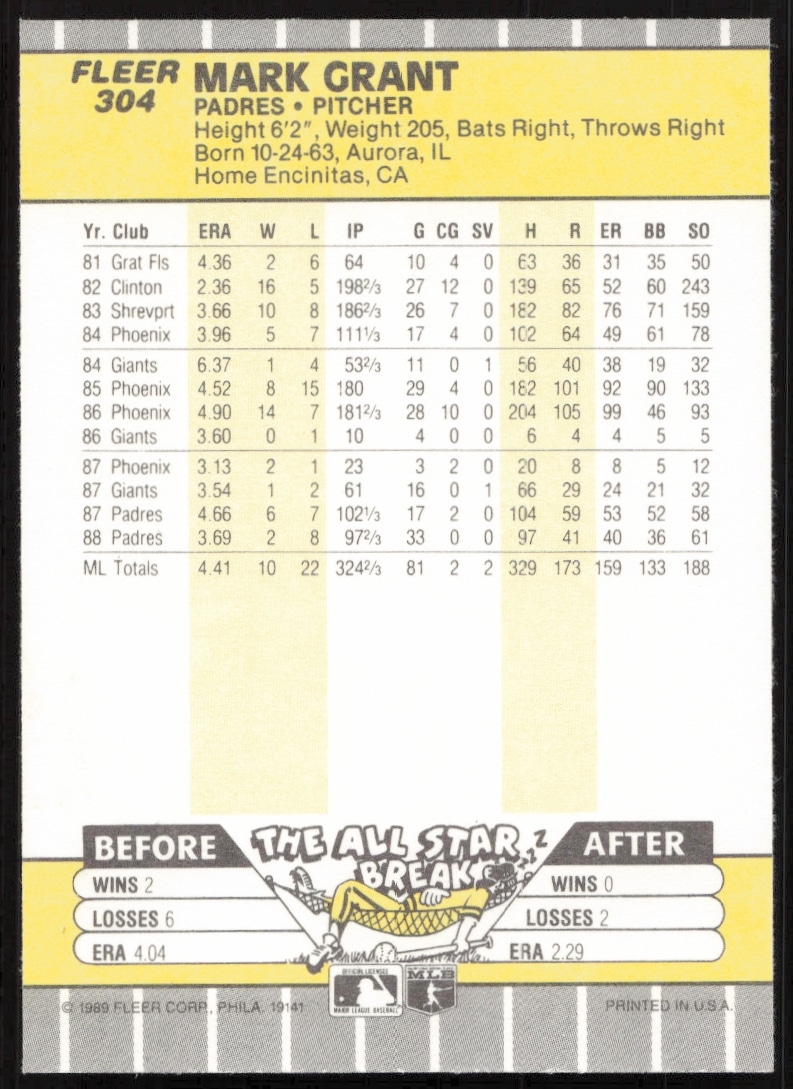 FLEER
304
MARK GRANT
PADRES • PITCHER
Height 6'2", Weight 205, Bats Right, Throws Right
Born 10-24-63, Aurora, IL
Home Encinitas, CA
Yr. Club ERA W L IP G CG SV H R ER BB SO
81 Grat Fls 4.36 2 6 64 10 4 0 63 36 31 35 50
82 Clinton 2.36 16 5 1982/3 27 12 0 139 65 52 60 243
83 Shrevprt 3.66 10 8 1862/3 26 7 0 182 82 76 71 159
84 Phoenix 3.96 5 7 1111/3 17 4 0 102 64 49 61 78
84 Giants 6.37 1 4 532/3 11 0 1 56 40 38 19 32
85 Phoenix 4.52 8 15 180 29 4 0 182 101 92 90 133
86 Phoenix 4.90 14 7 1812/3 28 10 0 204 105 99 46 93
86 Giants 3.60 0 1 10 4 0 0 6 4 4 5 5
87 Phoenix 3.13 2 1 23 3 2 0 20 8 8 5 12
87 Giants 3.54 1 2 61 16 0 1 66 29 24 21 32
87 Padres 4.66 6 7 1021/3 17 2 0 104 59 53 52 58
88 Padres 3.69 2 8 972/3 33 0 0 97 41 40 36 61
ML Totals 4.41 10 22 3242/3 81 2 2 329 173 159 133 188
THE ALL STAR
BREAK
ZZZ
BEFORE
WINS 2
LOSSES 6
ERA 4.04
AFTER
WINS 0
LOSSES 2
ERA 2.29
OFFICIAL LICENSEE
MAJOR LEAGUE BASEBALL
MLB
© 1989 FLEER CORP., PHILA. 19141
PRINTED IN U.S.A.